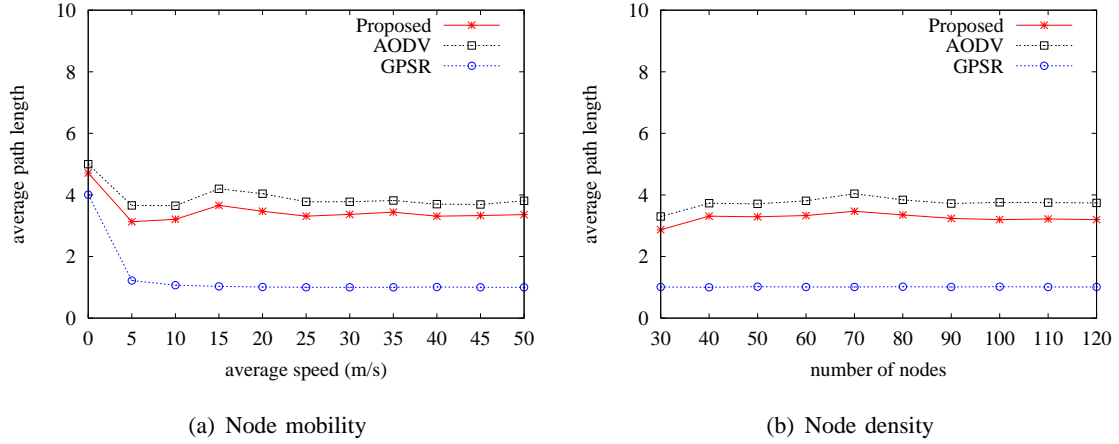 Proposed
AODV
GPSR
average path length
10
8
6
4
2
0
0 5 10 15 20 25 30 35 40 45 50
average speed (m/s)
(a) Node mobility
Proposed
AODV
GPSR
average path length
10
8
6
4
2
0
30 40 50 60 70 80 90 100 110 120
number of nodes
(b) Node density